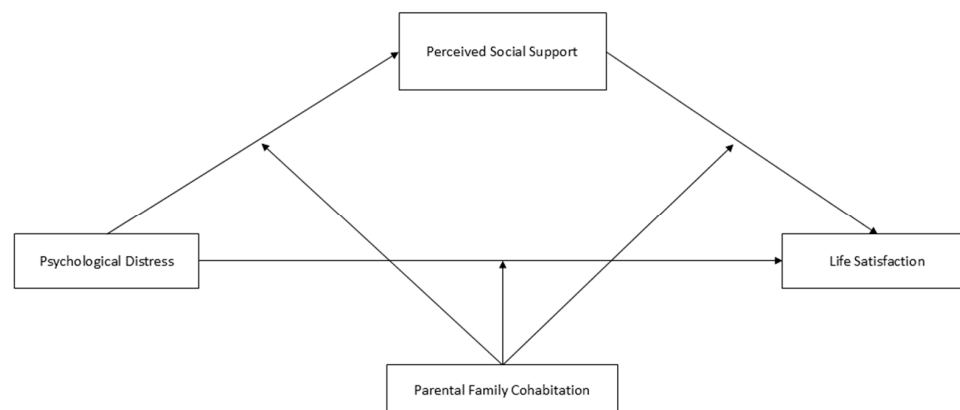 Perceived Social Support
Psychological Distress
Life Satisfaction
Parental Family Cohabitation